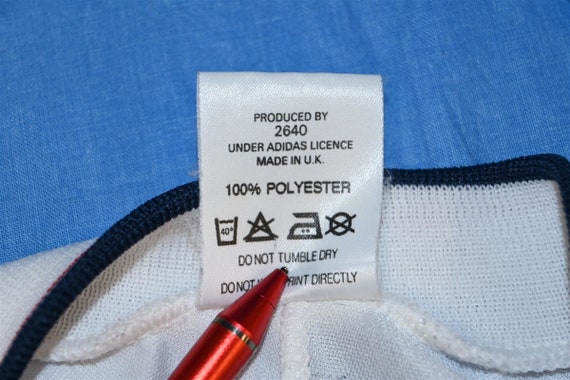 PRODUCED BY
2640
UNDER ADIDAS LICENCE
MADE IN U.K.
100% POLYESTER
40°
DO NOT TUMBLE DRY
DO NOT PRINT DIRECTLY